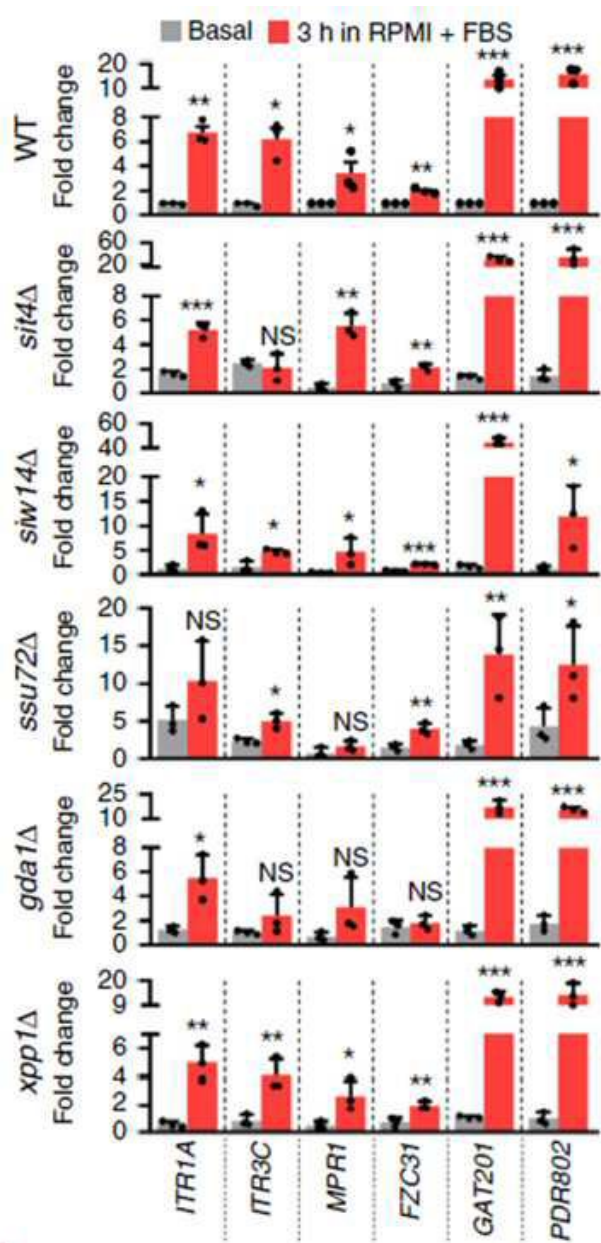 Basal 3 h in RPMI + FBS
WT
Fold change
20
10
8
6
4
2
0
** * * ** *** ***
sit4Δ
Fold change
60
20
8
6
4
2
0
*** NS ** ** *** ***
siw14Δ
Fold change
60
40
20
15
10
5
0
* * * *** *** *
ssu72Δ
Fold change
20
15
10
5
0
NS * NS ** ** *
gda1Δ
Fold change
25
10
8
6
4
2
0
* NS NS NS *** ***
xpp1Δ
Fold change
20
9
6
4
2
0
** ** * ** *** ***
ITR1A ITR3C MPR1 FZC31 GAT201 PDR802